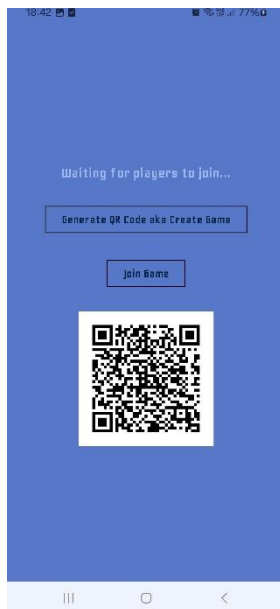 18:42
77%
Waiting for players to join...
Generate QR Code aka Create Game
Join Game